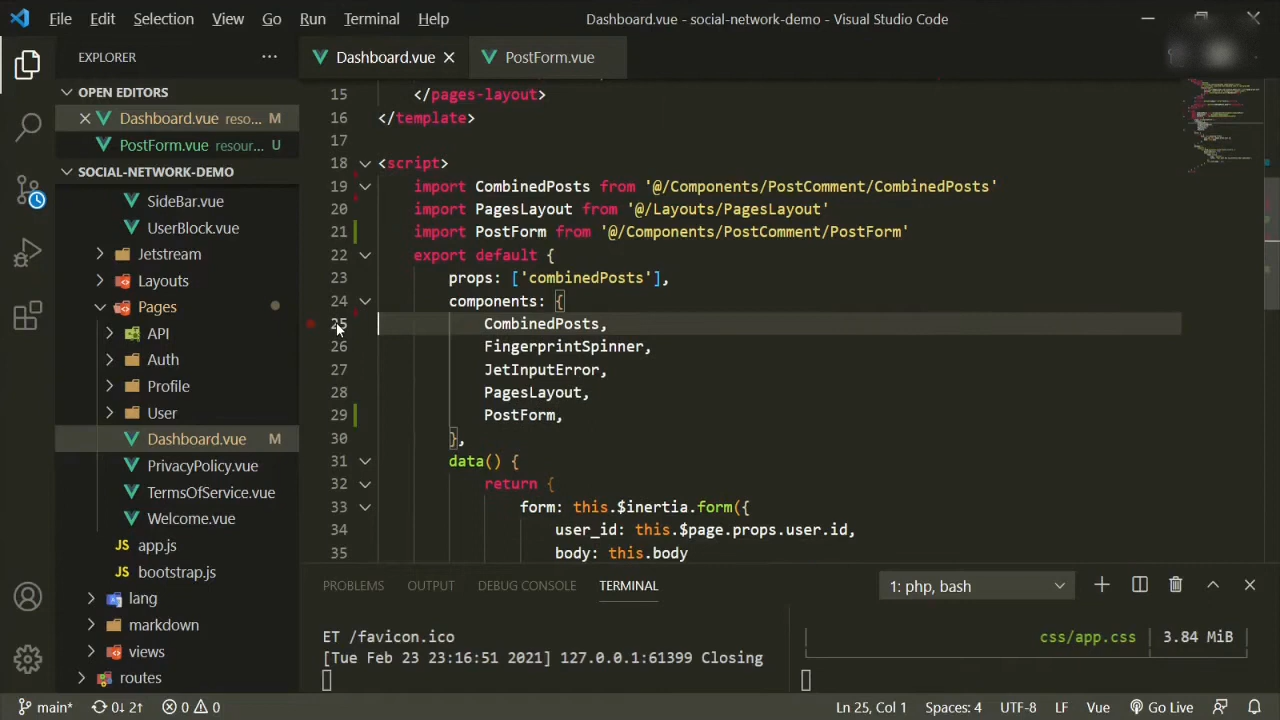 File Edit Selection View Go Run Terminal Help Dashboard.vue - social-network-demo - Visual Studio Code
EXPLORER
OPEN EDITORS
Dashboard.vue reso... M
PostForm.vue resour... U
SOCIAL-NETWORK-DEMO
SideBar.vue
UserBlock.vue
Jetstream
Layouts
Pages
API
Auth
Profile
User
Dashboard.vue M
PrivacyPolicy.vue
TermsOfService.vue
Welcome.vue
app.js
bootstrap.js
lang
markdown
views
routes
Dashboard.vue PostForm.vue
15 </pages-layout>
16 </template>
17
18 <script>
19 import CombinedPosts from '@/Components/PostComment/CombinedPosts'
20 import PagesLayout from '@/Layouts/PagesLayout'
21 import PostForm from '@/Components/PostComment/PostForm'
22 export default {
23 props: ['combinedPosts'],
24 components: {
25 CombinedPosts,
26 FingerprintSpinner,
27 JetInputError,
28 PagesLayout,
29 PostForm,
30 },
31 data() {
32 return {
33 form: this.$inertia.form({
34 user_id: this.$page.props.user.id,
35 body: this.body
PROBLEMS OUTPUT DEBUG CONSOLE TERMINAL 1: php, bash
ET /favicon.ico
[Tue Feb 23 23:16:51 2021] 127.0.0.1:61399 Closing
css/app.css | 3.84 MiB
main* 0↓ 2↑ 0 0 Ln 25, Col 1 Spaces: 4 UTF-8 LF Vue Go Live